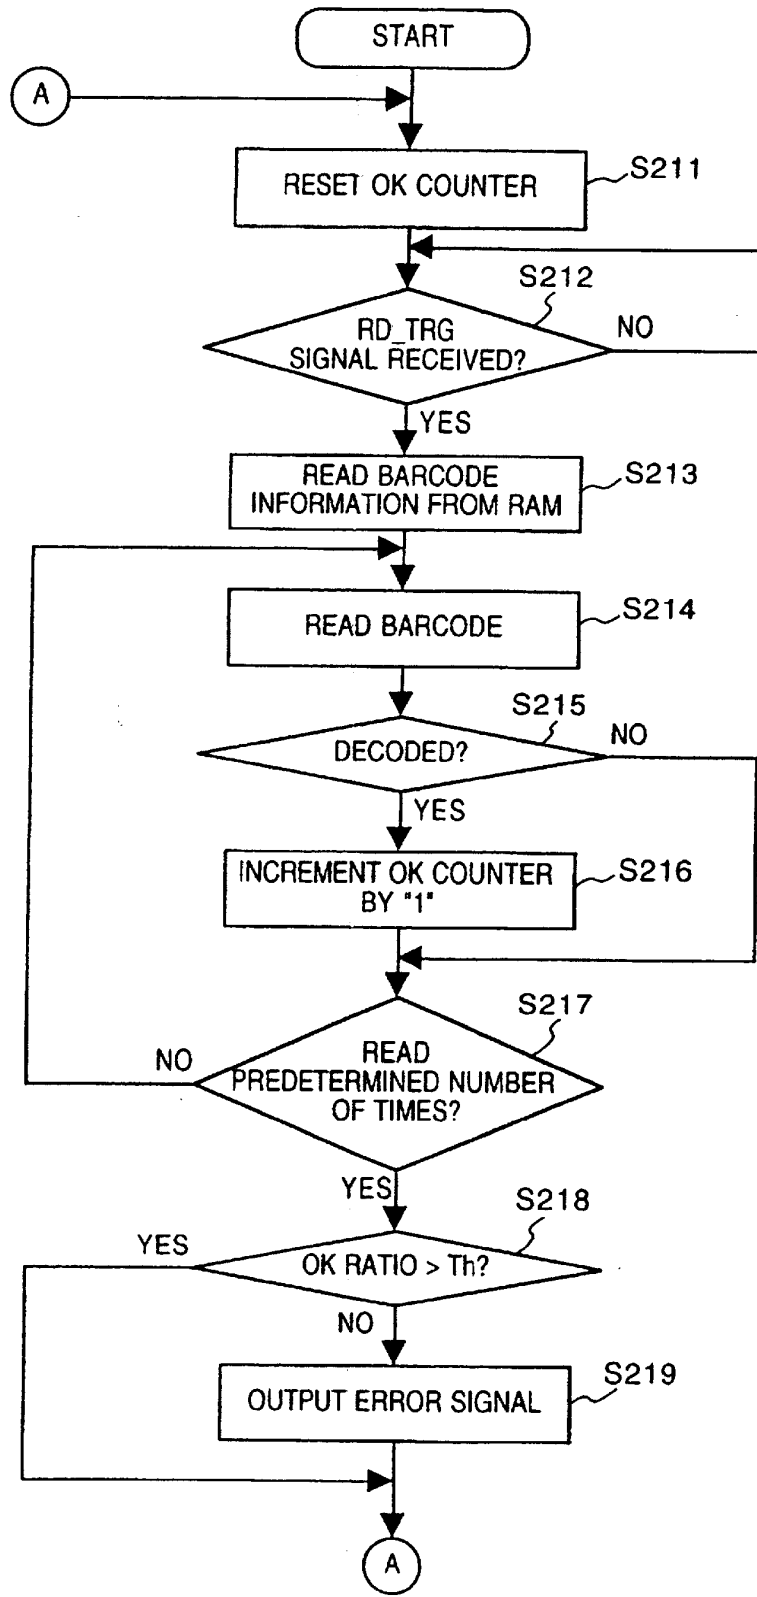 START
A
RESET OK COUNTER
S211
S212
RD_TRG
SIGNAL RECEIVED?
NO
YES
READ BARCODE
INFORMATION FROM RAM
S213
READ BARCODE
S214
S215
DECODED?
NO
YES
INCREMENT OK COUNTER
BY "1"
S216
S217
READ
PREDETERMINED NUMBER
OF TIMES?
NO
YES
S218
OK RATIO > Th?
YES
NO
OUTPUT ERROR SIGNAL
S219
A